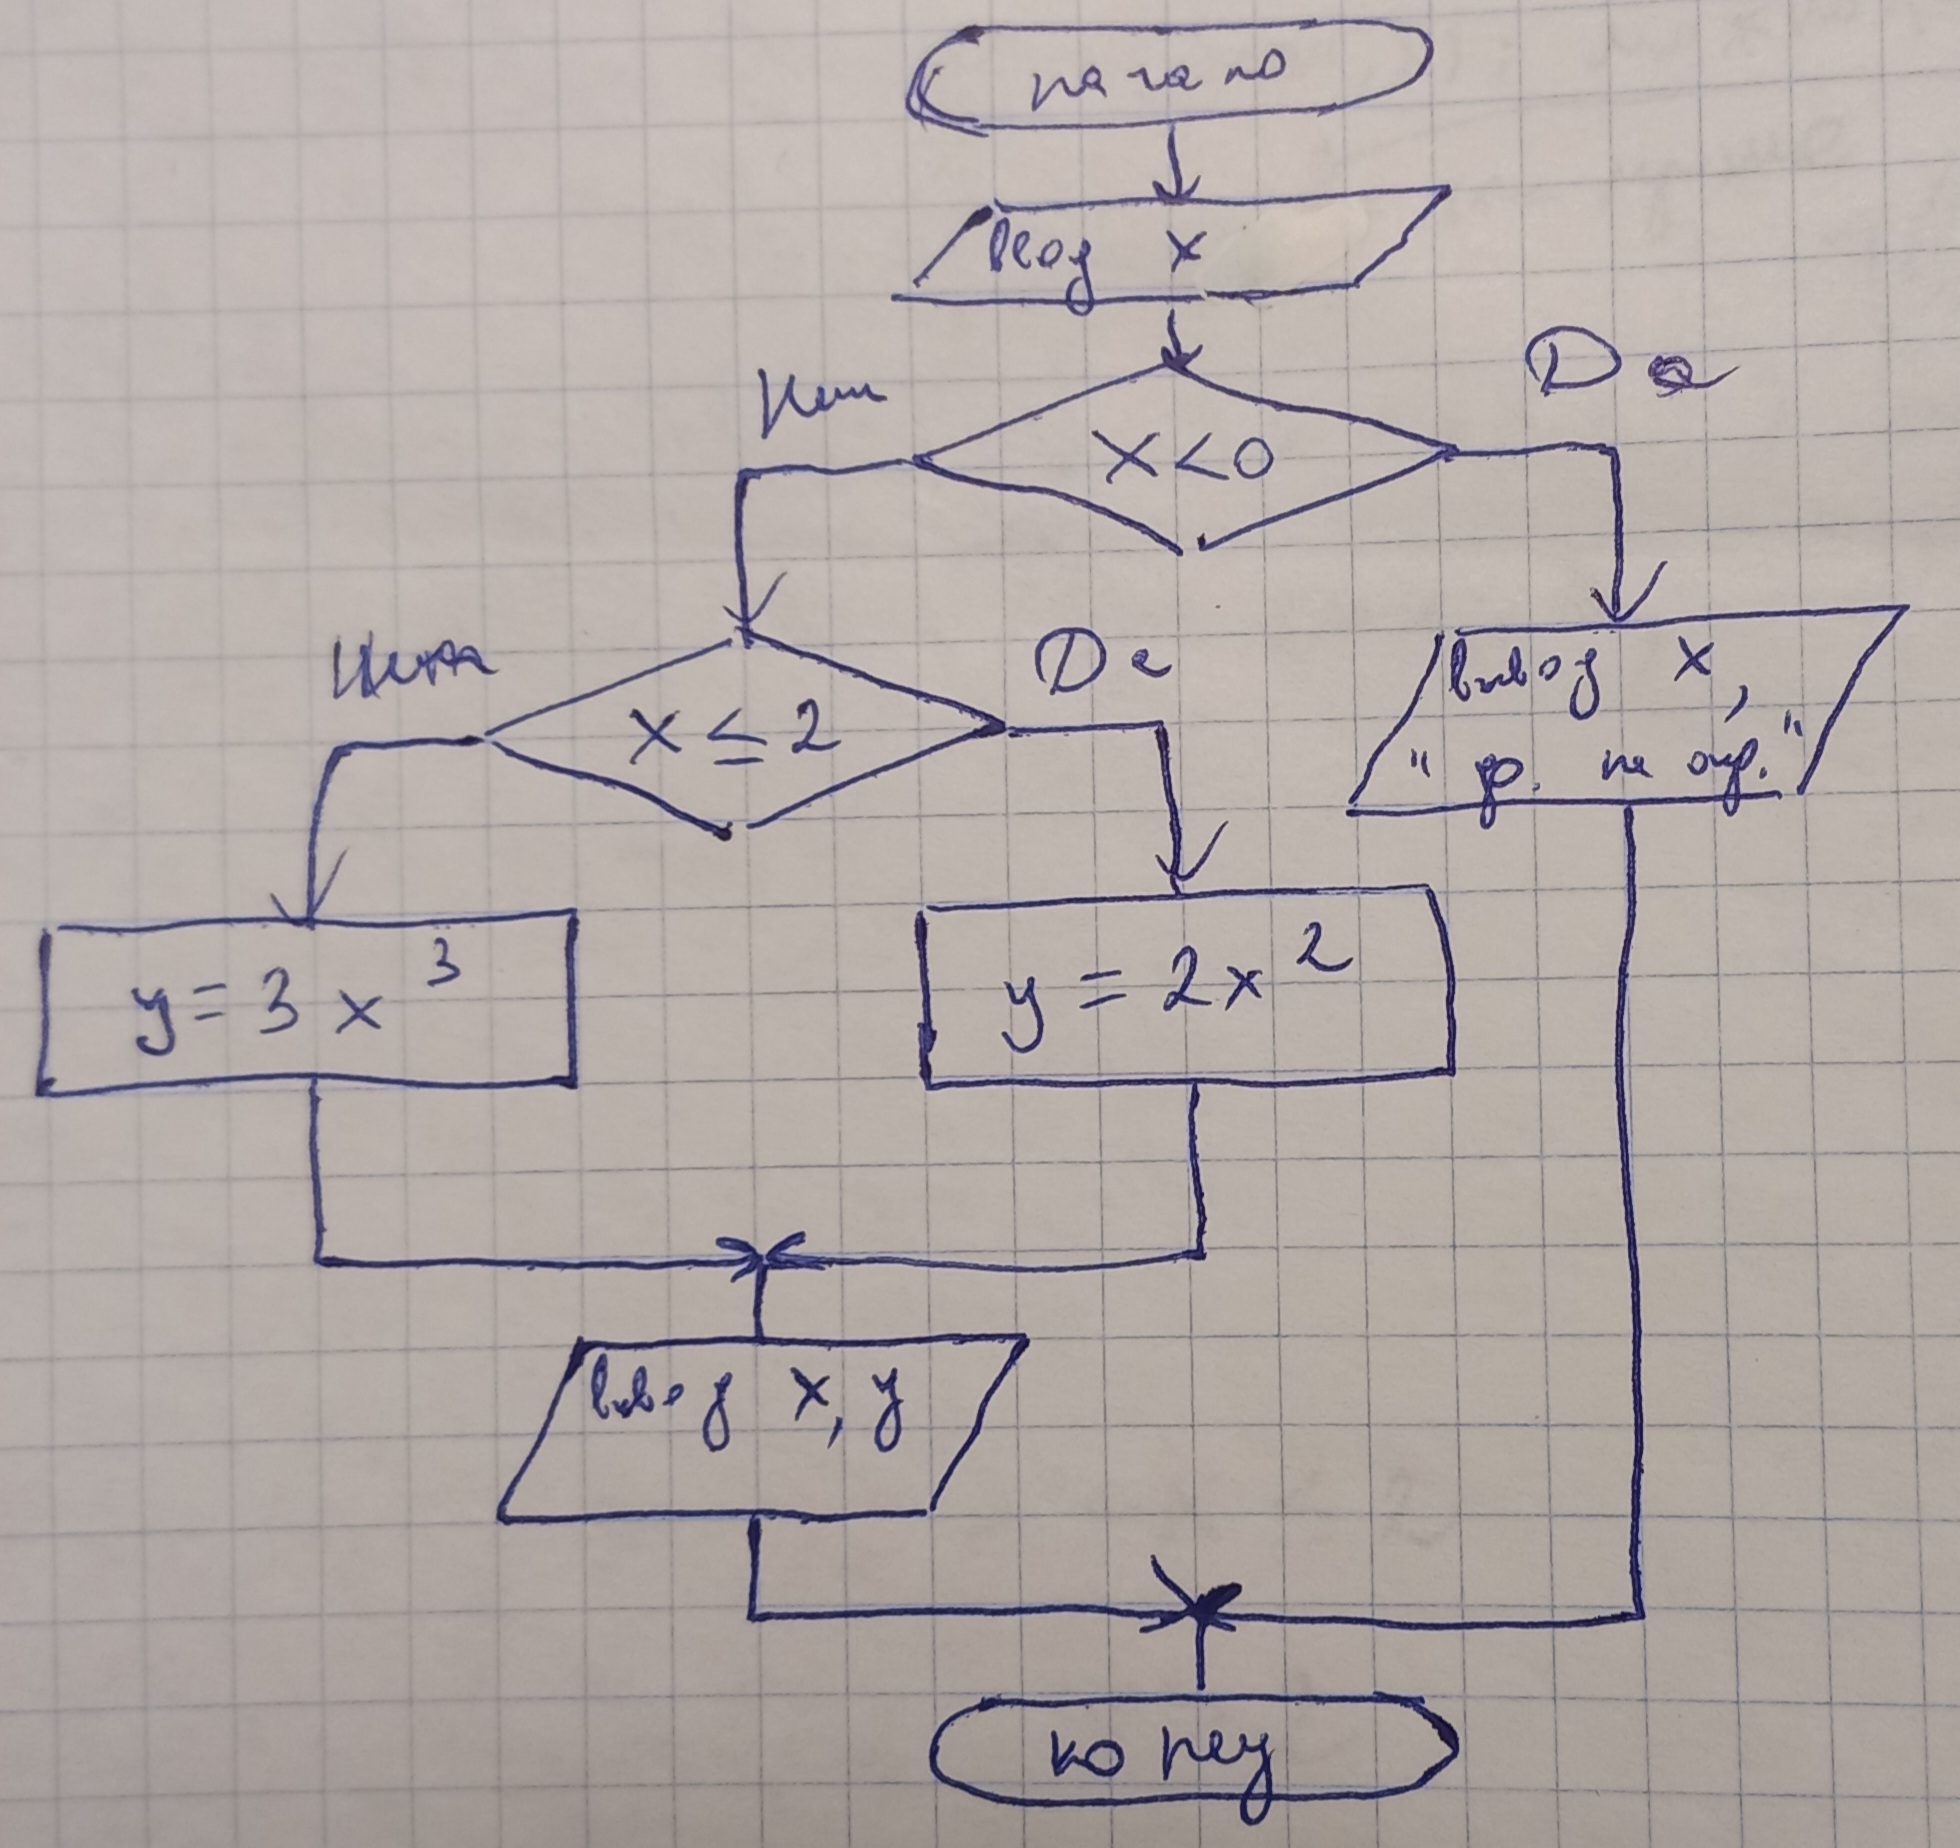 начало
ввод x
Нет
Да
x<0
Нет
Да
x ≤ 2
вывод x,
"ф. не опр."
y = 3x³
y = 2x²
вывод x, y
конец